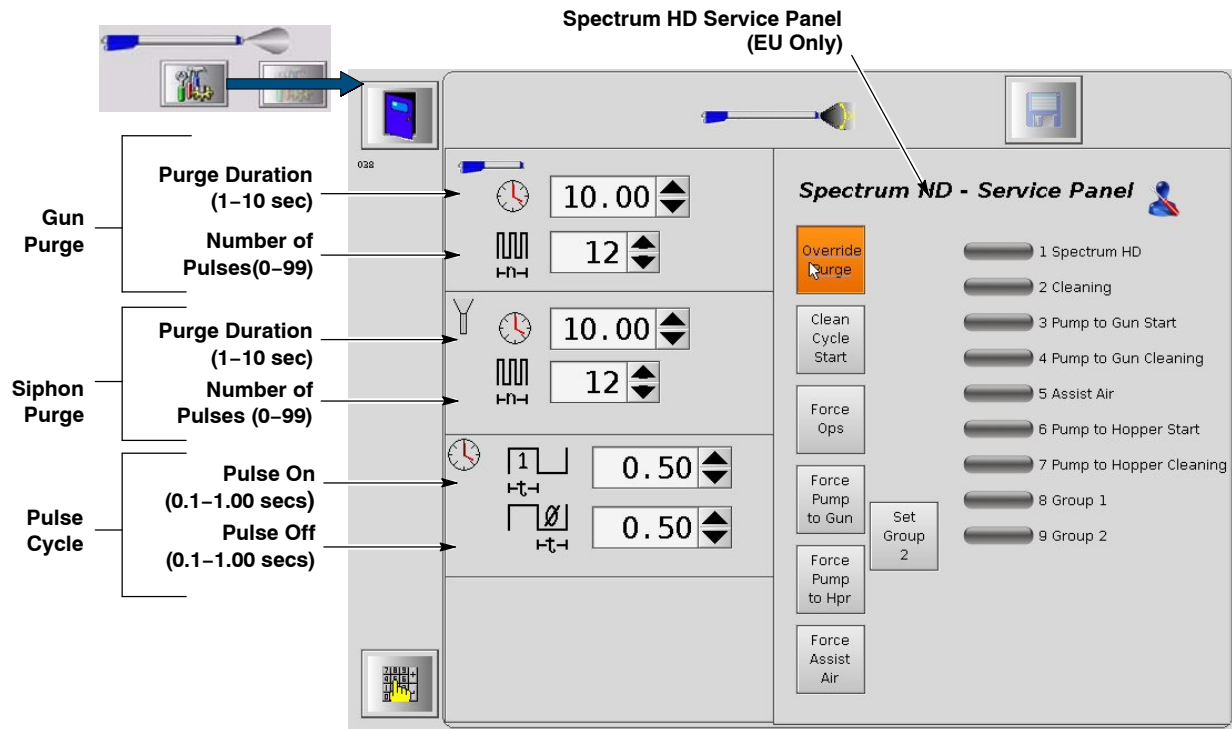 Spectrum HD Service Panel
(EU Only)
038
Gun
Purge
Purge Duration
(1–10 sec)
Number of
Pulses(0–99)
10.00
12
n
Siphon
Purge
Purge Duration
(1–10 sec)
Number of
Pulses (0–99)
10.00
12
n
Pulse
Cycle
Pulse On
(0.1–1.00 secs)
Pulse Off
(0.1–1.00 secs)
1
t
0.50
Ø
t
0.50
Spectrum HD - Service Panel
Override
Purge
Clean
Cycle
Start
Force
Ops
Force
Pump
to Gun
Set
Group
2
Force
Pump
to Hpr
Force
Assist
Air
1 Spectrum HD
2 Cleaning
3 Pump to Gun Start
4 Pump to Gun Cleaning
5 Assist Air
6 Pump to Hopper Start
7 Pump to Hopper Cleaning
8 Group 1
9 Group 2